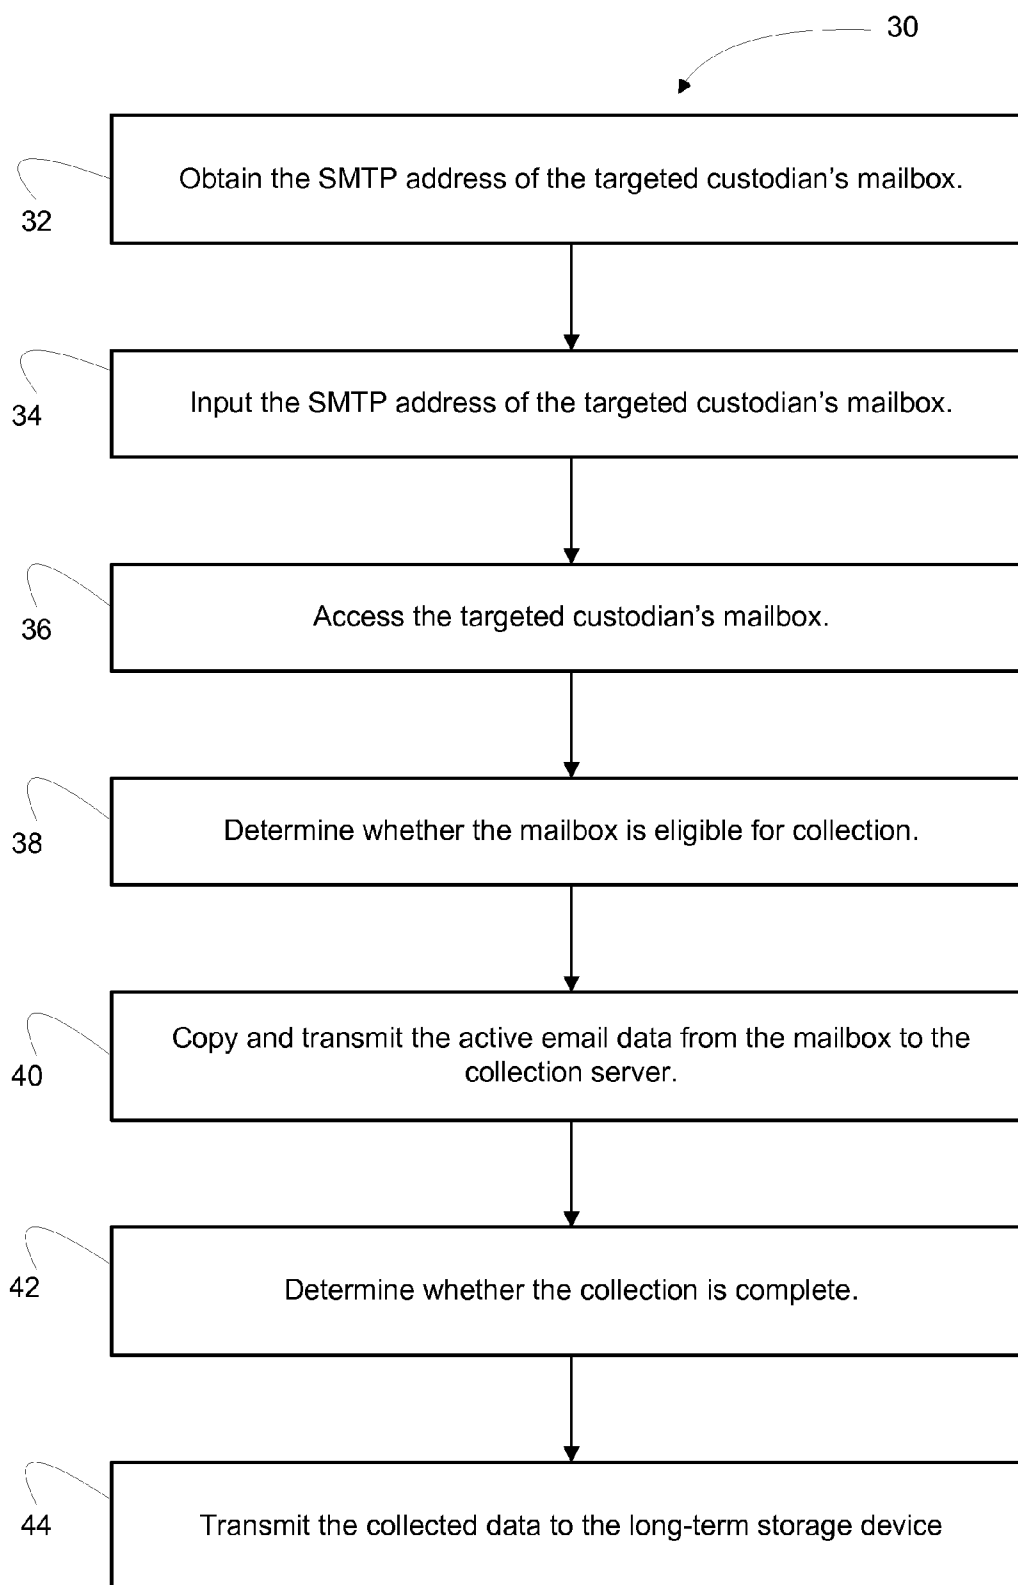 30
Obtain the SMTP address of the targeted custodian’s mailbox.
32
Input the SMTP address of the targeted custodian’s mailbox.
34
Access the targeted custodian’s mailbox.
36
Determine whether the mailbox is eligible for collection.
38
Copy and transmit the active email data from the mailbox to the
collection server.
40
Determine whether the collection is complete.
42
Transmit the collected data to the long-term storage device
44